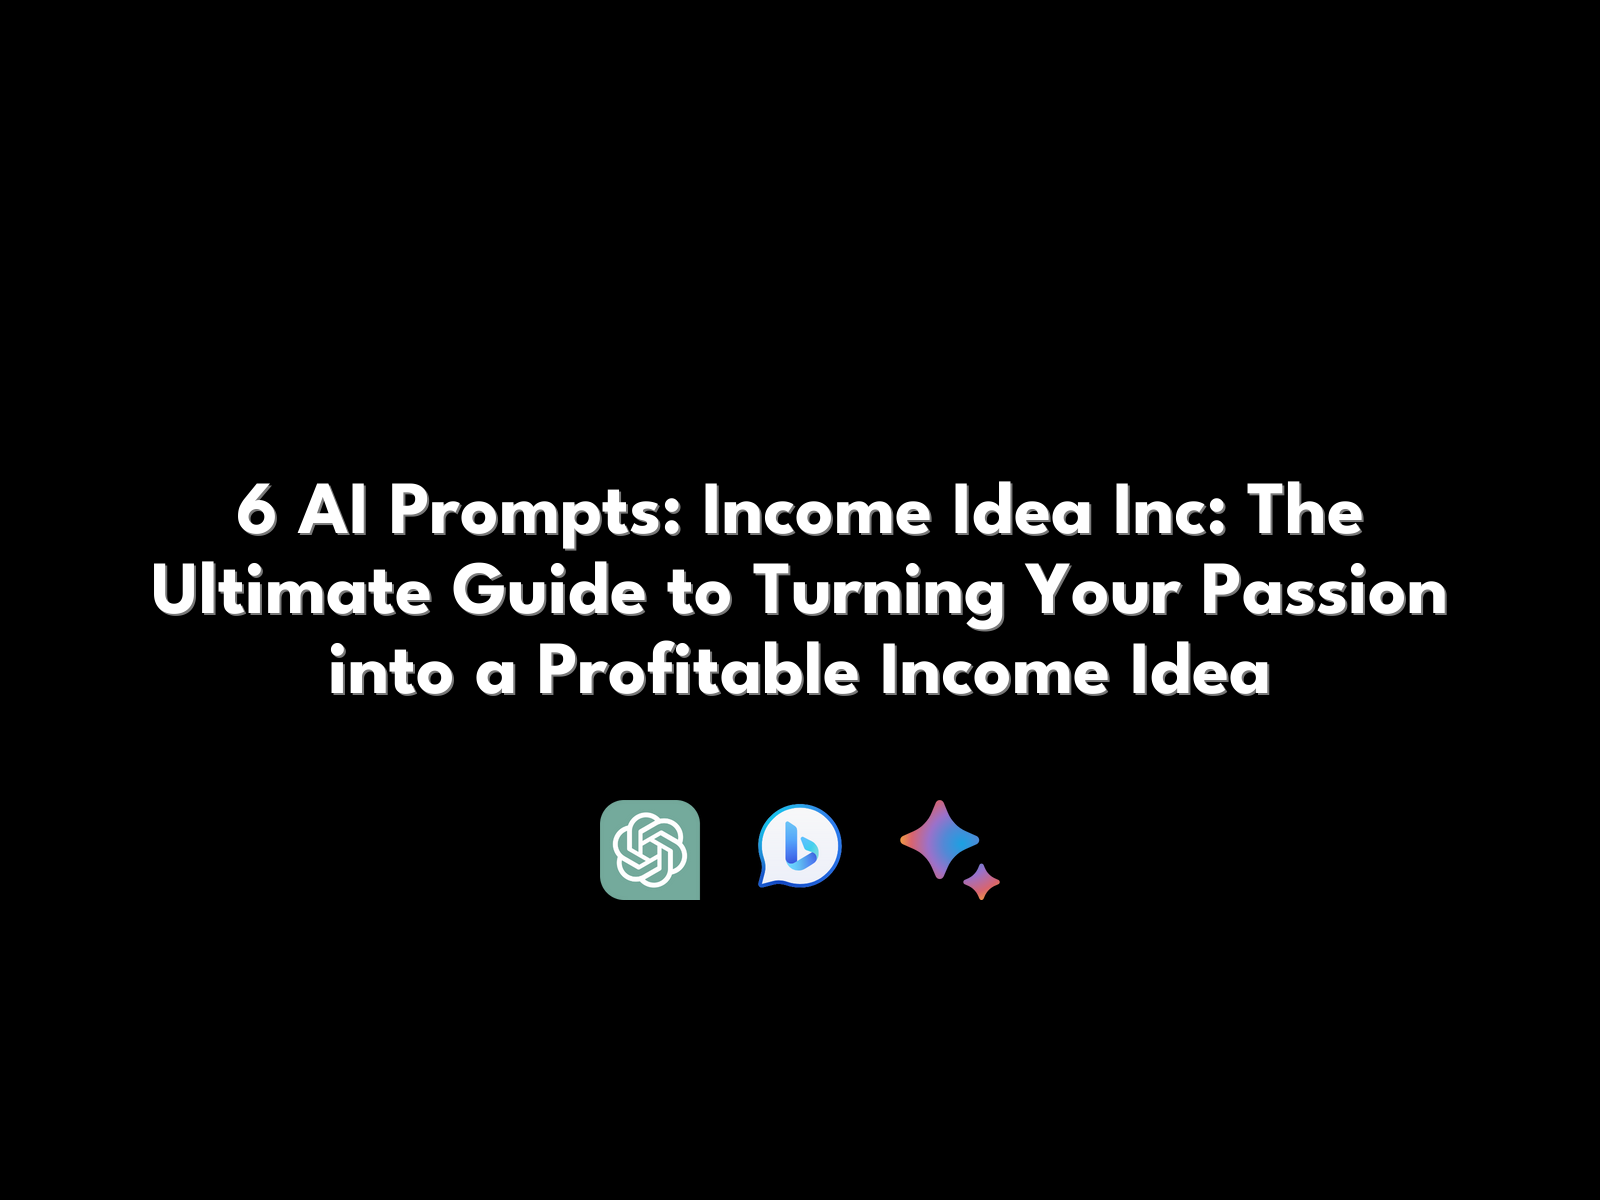 6 AI Prompts: Income Idea Inc: The
Ultimate Guide to Turning Your Passion
into a Profitable Income Idea